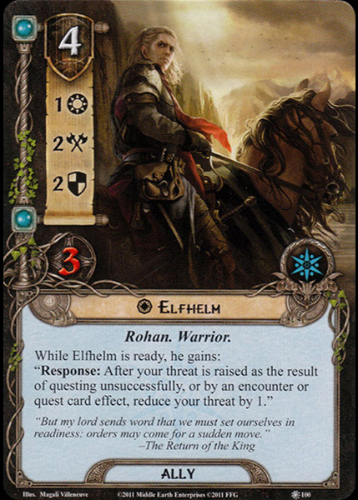 4
1
2
2
3
Elfhelm
Rohan. Warrior.
While Elfhelm is ready, he gains:
“Response: After your threat is raised as the result
of questing unsuccessfully, or by an encounter or
quest card effect, reduce your threat by 1.”
“But my lord sends word that we must set ourselves in
readiness: orders may come for a sudden move.”
–The Return of the King
ALLY
Illus. Magali Villeneuve ©2011 Middle Earth Enterprises ©2011 FFG 100